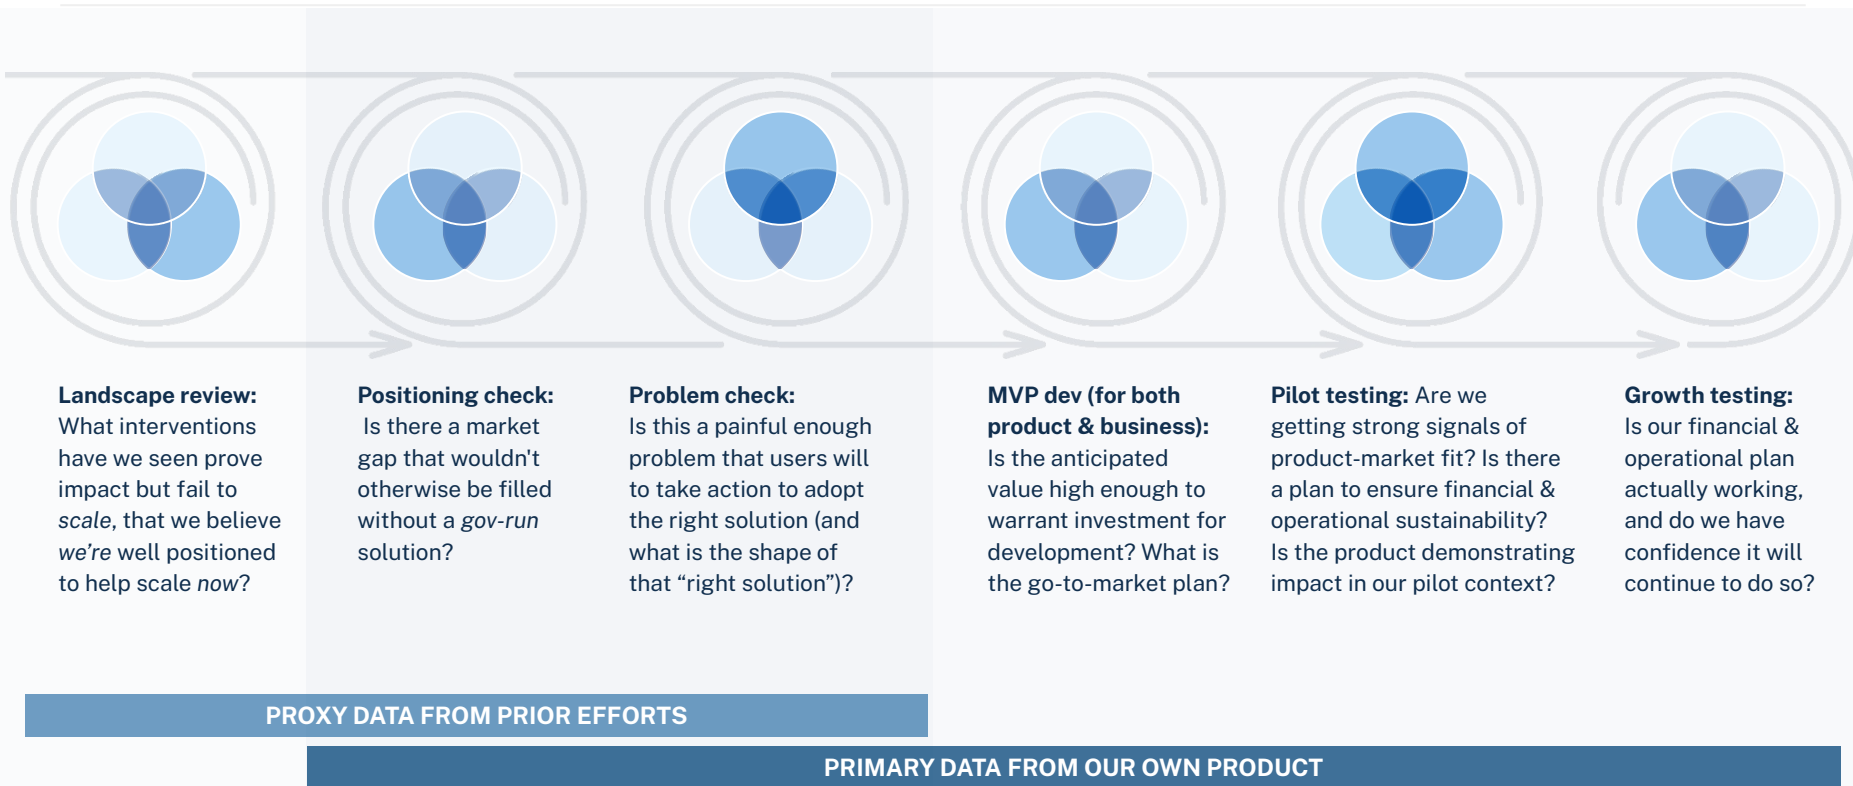 Landscape review:
What interventions
have we seen prove
impact but fail to
scale, that we believe
we're well positioned
to help scale now?
Positioning check:
Is there a market
gap that wouldn't
otherwise be filled
without a gov-run
solution?
Problem check:
Is this a painful enough
problem that users will
to take action to adopt
the right solution (and
what is the shape of
that “right solution”)?
MVP dev (for both
product & business):
Is the anticipated
value high enough to
warrant investment for
development? What is
the go-to-market plan?
Pilot testing: Are we
getting strong signals of
product-market fit? Is there
a plan to ensure financial &
operational sustainability?
Is the product demonstrating
impact in our pilot context?
Growth testing:
Is our financial &
operational plan
actually working,
and do we have
confidence it will
continue to do so?
PROXY DATA FROM PRIOR EFFORTS
PRIMARY DATA FROM OUR OWN PRODUCT